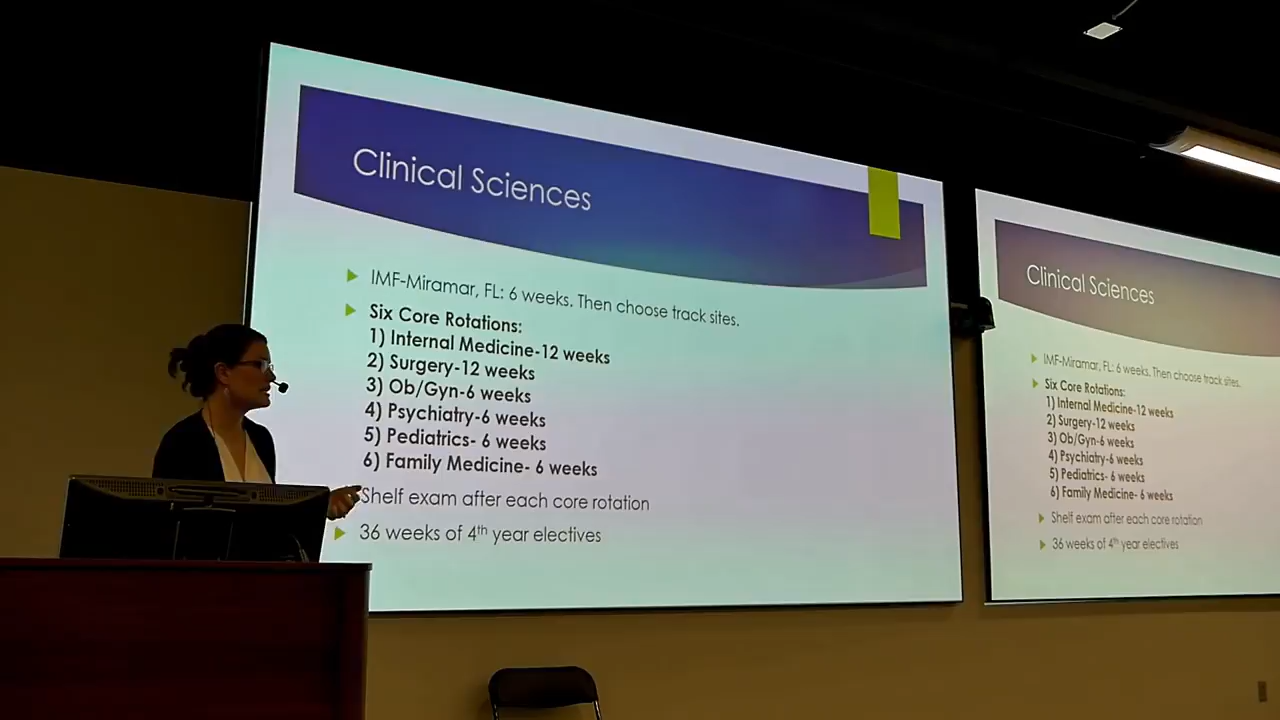 Clinical Sciences
IMF-Miramar, FL: 6 weeks. Then choose track sites.
Six Core Rotations:
1) Internal Medicine-12 weeks
2) Surgery-12 weeks
3) Ob/Gyn-6 weeks
4) Psychiatry-6 weeks
5) Pediatrics- 6 weeks
6) Family Medicine- 6 weeks
Shelf exam after each core rotation
36 weeks of 4th year electives
Clinical Sciences
IMF-Miramar, FL: 6 weeks. Then choose track sites.
Six Core Rotations:
1) Internal Medicine-12 weeks
2) Surgery-12 weeks
3) Ob/Gyn-6 weeks
4) Psychiatry-6 weeks
5) Pediatrics- 6 weeks
6) Family Medicine- 6 weeks
Shelf exam after each core rotation
36 weeks of 4th year electives